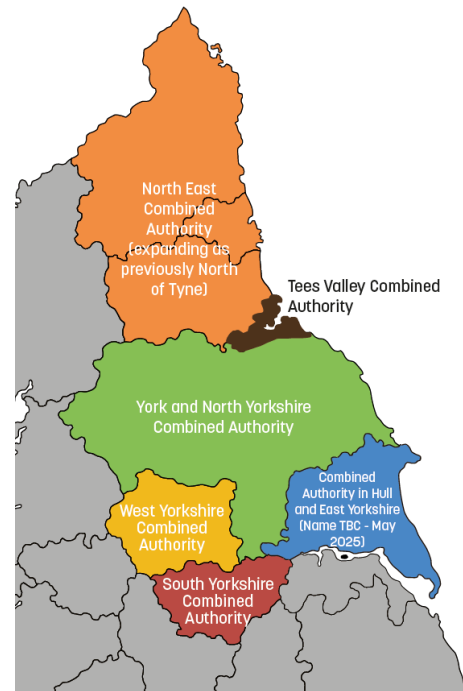 North East
Combined
Authority
(expanding as
previously North
of Tyne)
Tees Valley Combined
Authority
York and North Yorkshire
Combined Authority
Combined
Authority in Hull
and East Yorkshire
(Name TBC - May
2025)
West Yorkshire
Combined
Authority
South Yorkshire
Combined
Authority